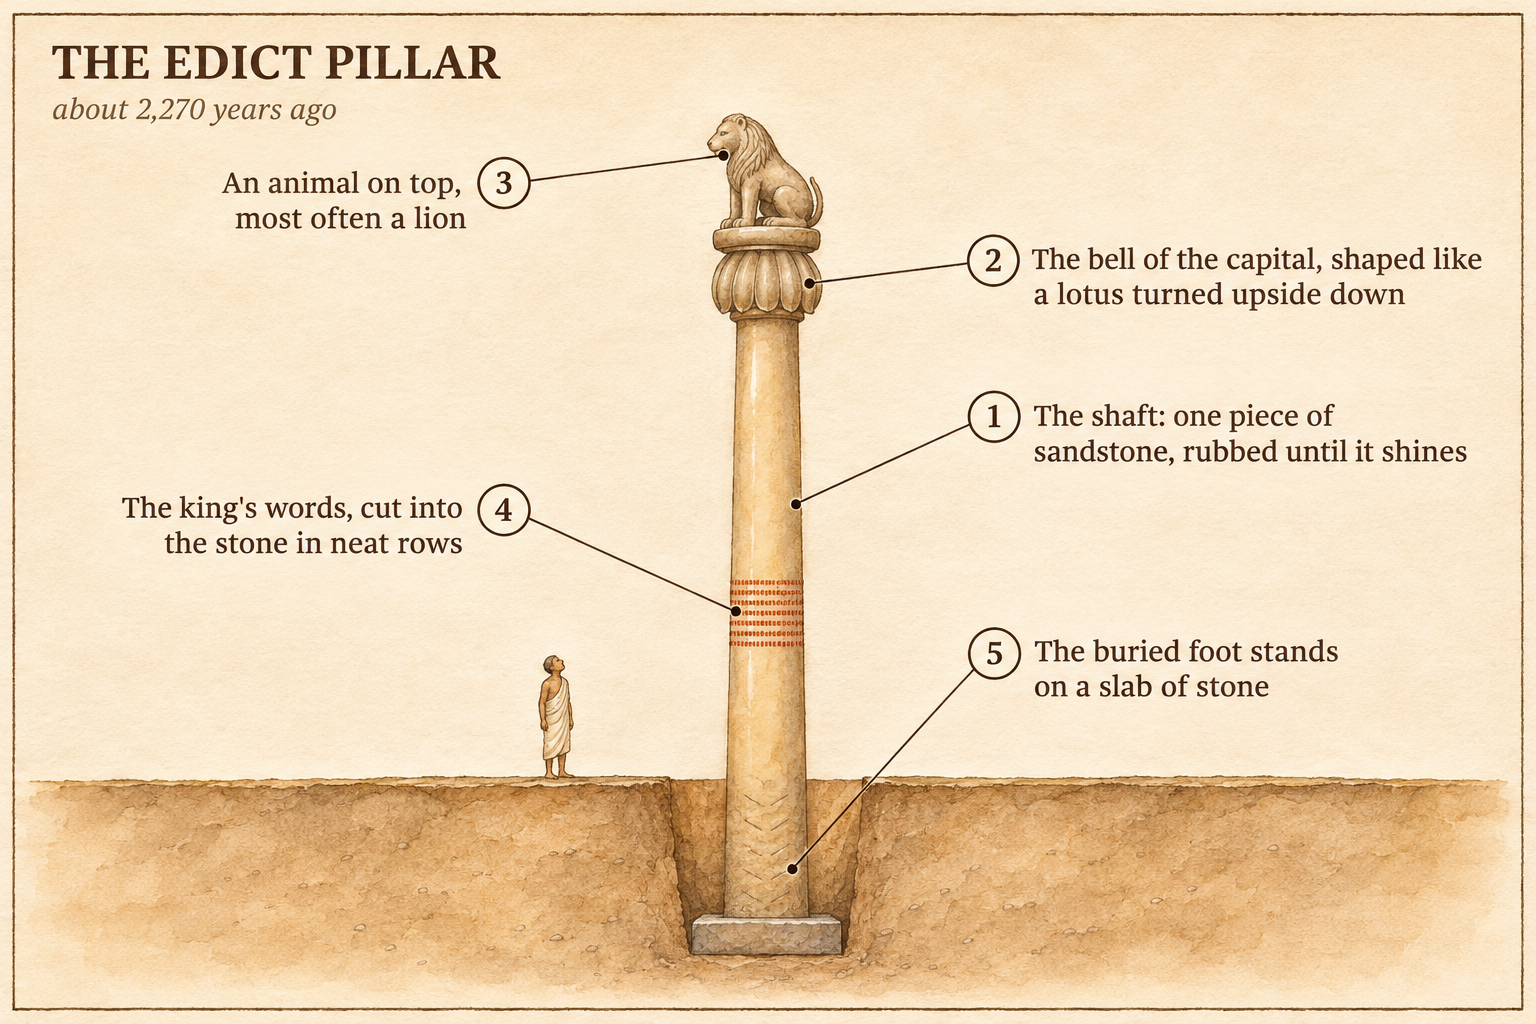 THE EDICT PILLAR
about 2,270 years ago
3
An animal on top,
most often a lion
2
The bell of the capital, shaped like
a lotus turned upside down
1
The shaft: one piece of
sandstone, rubbed until it shines
4
The king's words, cut into
the stone in neat rows
5
The buried foot stands
on a slab of stone